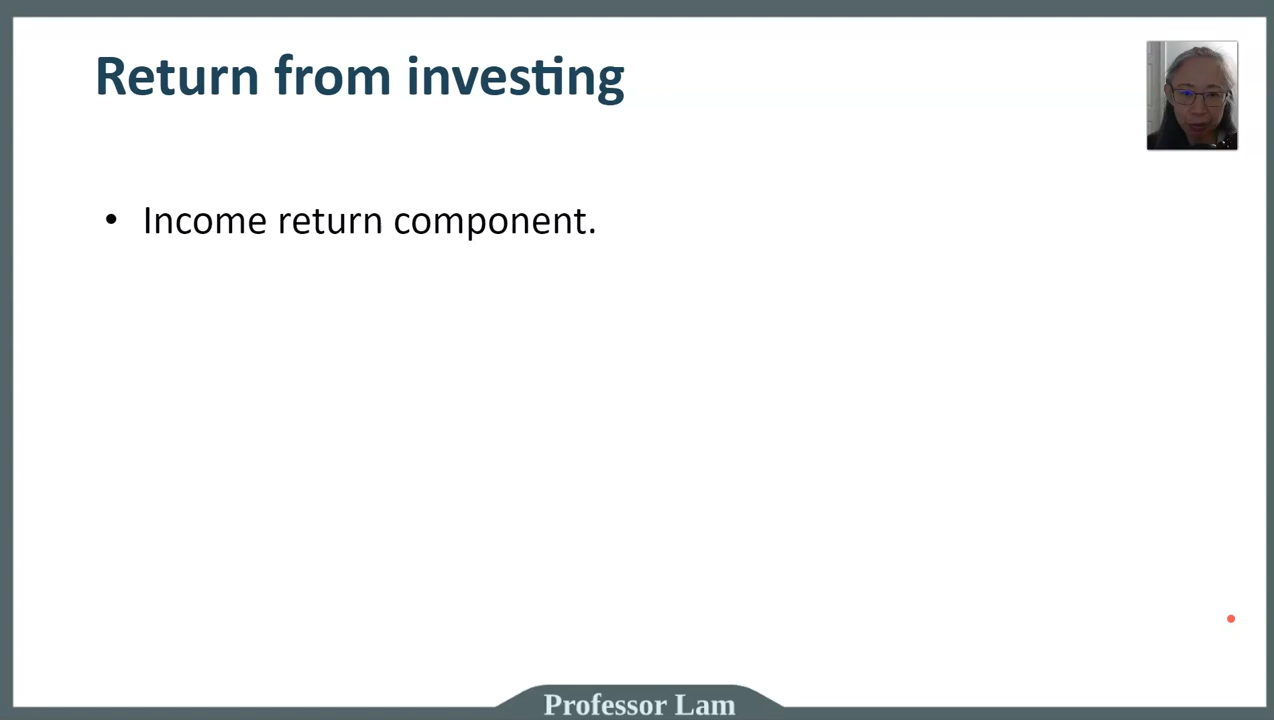 Return from investing
• Income return component.
Professor Lam